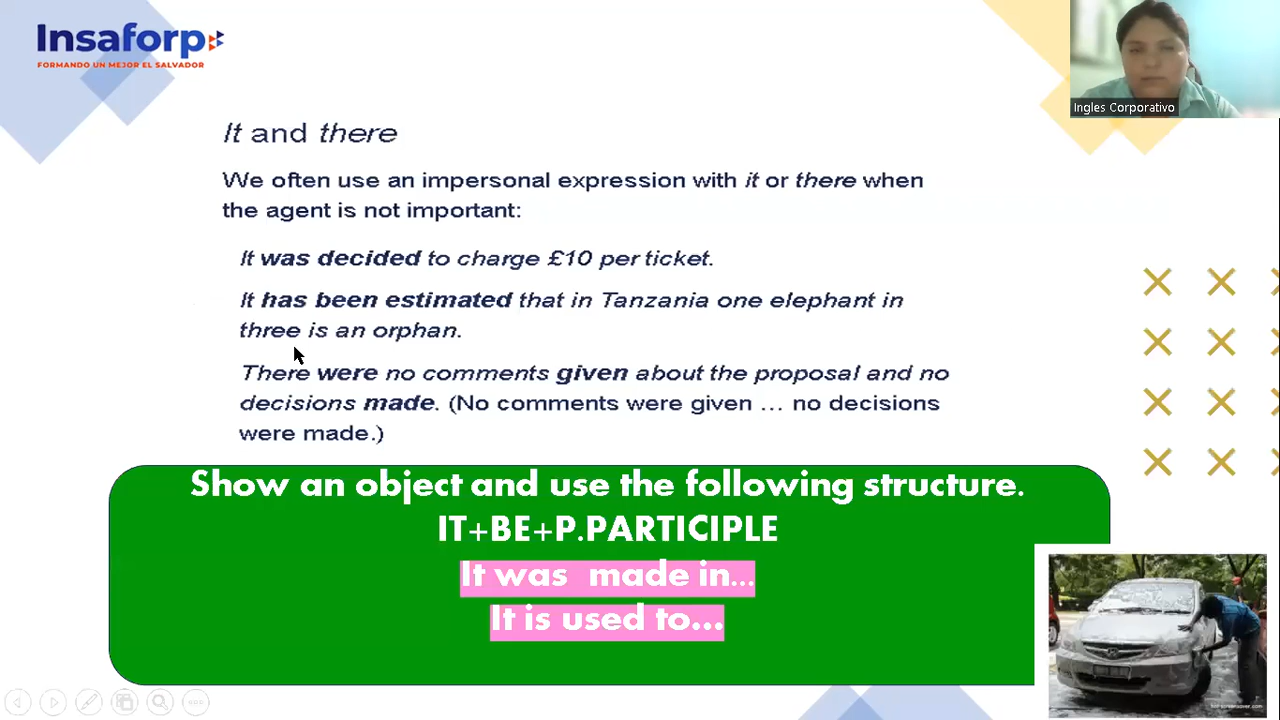 Insaforp
FORMANDO UN MEJOR EL SALVADOR
Ingles Corporativo
It and there
We often use an impersonal expression with it or there when
the agent is not important:
It was decided to charge £10 per ticket.
It has been estimated that in Tanzania one elephant in
three is an orphan.
There were no comments given about the proposal and no
decisions made. (No comments were given … no decisions
were made.)
Show an object and use the following structure.
IT+BE+P.PARTICIPLE
It was made in...
It is used to...